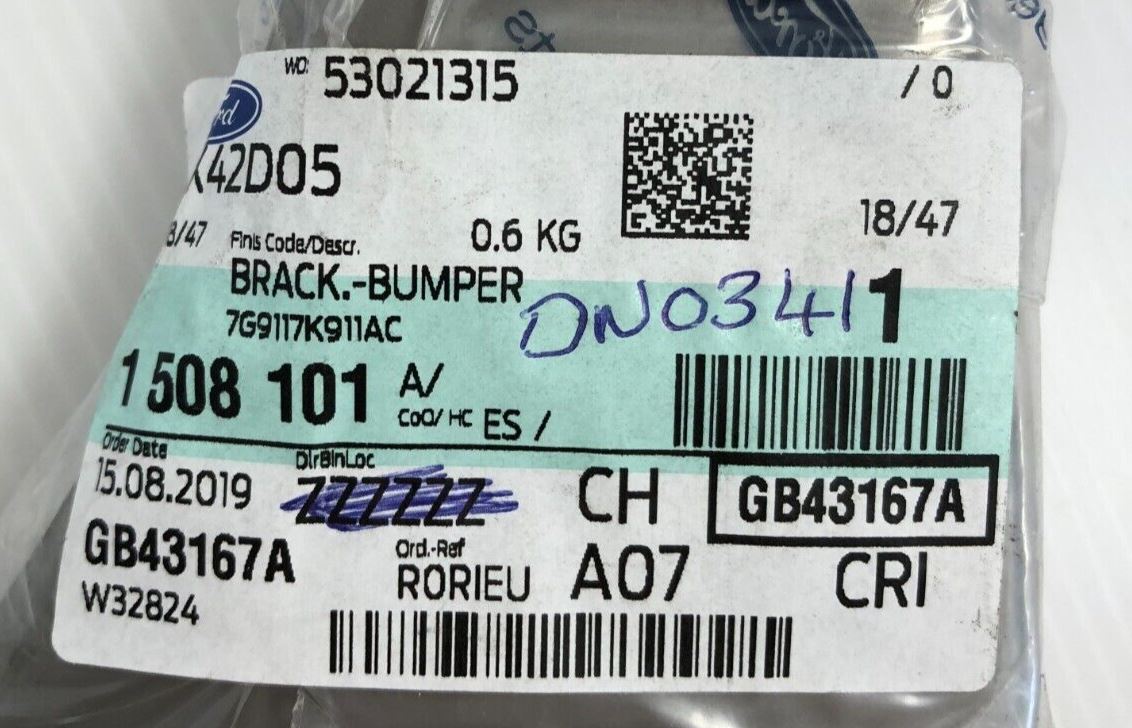 WO: 53021315 / 0
Ford
K42D05
8/47 Finis Code/Descr. 0.6 KG 18/47
BRACK.-BUMPER
DN0341 1
7G9117K911AC
1 508 101 A/
CoO/ HC ES /
Order Date DlrBinLoc
15.08.2019 ZZZZZZ CH GB43167A
GB43167A Ord.-Ref
RORIEU A07 CRI
W32824